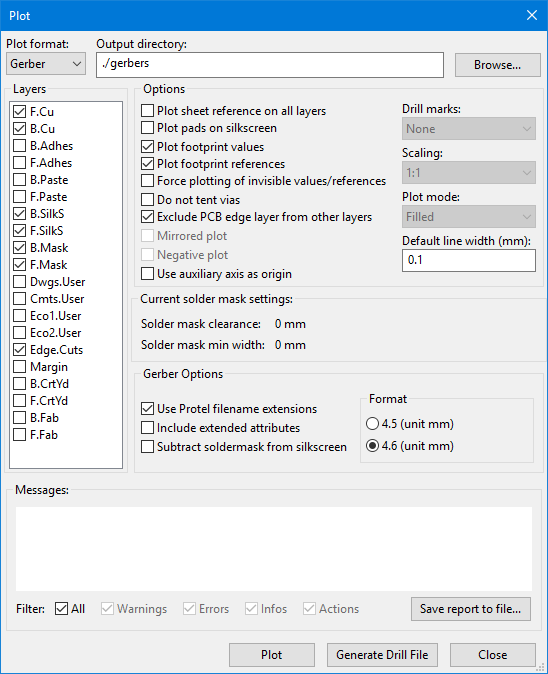 Plot
Plot format:
Output directory:
Gerber
./gerbers
Browse...
Layers
F.Cu
B.Cu
B.Adhes
F.Adhes
B.Paste
F.Paste
B.SilkS
F.SilkS
B.Mask
F.Mask
Dwgs.User
Cmts.User
Eco1.User
Eco2.User
Edge.Cuts
Margin
B.CrtYd
F.CrtYd
B.Fab
F.Fab
Options
Plot sheet reference on all layers
Plot pads on silkscreen
Plot footprint values
Plot footprint references
Force plotting of invisible values/references
Do not tent vias
Exclude PCB edge layer from other layers
Mirrored plot
Negative plot
Use auxiliary axis as origin
Drill marks:
None
Scaling:
1:1
Plot mode:
Filled
Default line width (mm):
0.1
Current solder mask settings:
Solder mask clearance: 0 mm
Solder mask min width: 0 mm
Gerber Options
Use Protel filename extensions
Include extended attributes
Subtract soldermask from silkscreen
Format
4.5 (unit mm)
4.6 (unit mm)
Messages:
Filter: All Warnings Errors Infos Actions
Save report to file...
Plot
Generate Drill File
Close